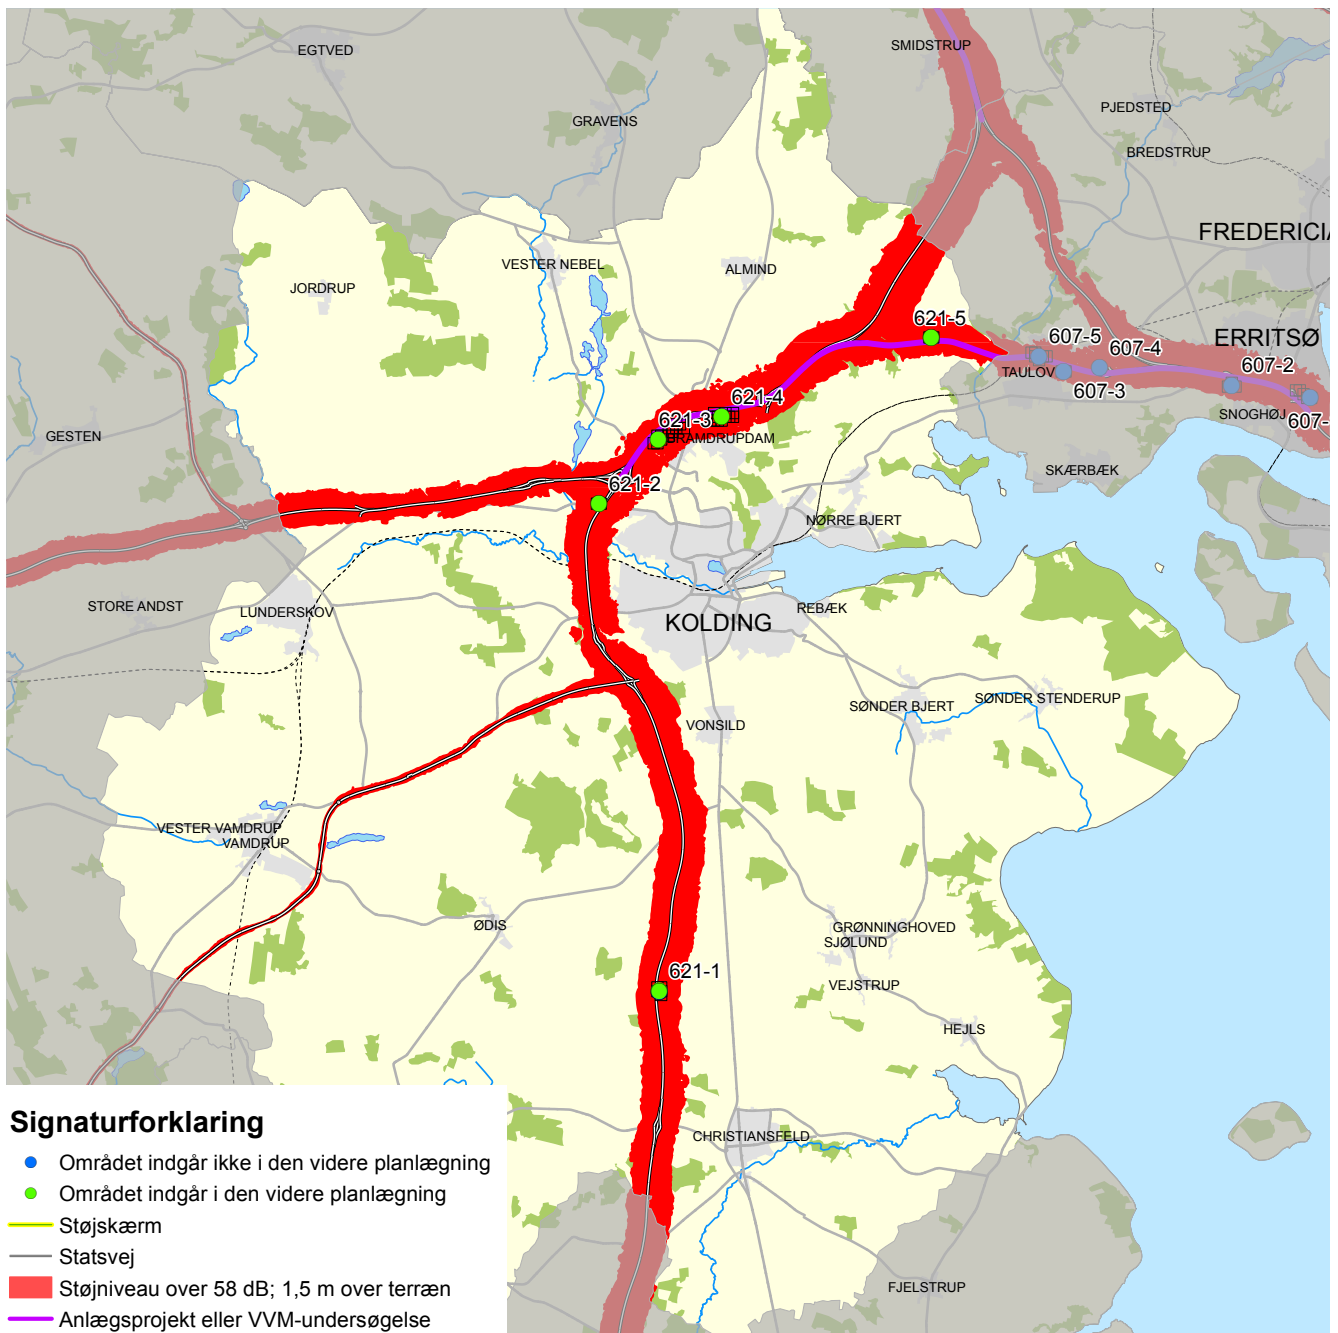 EGTVED
SMIDSTRUP
GRAVENS
PJEDSTED
BREDSTRUP
FREDERICIA
VESTER NEBEL
ALMIND
JORDRUP
621-5
607-5
607-4
ERRITSØ
TAULOV
607-3
607-2
SNOGHØJ
607-
621-4
621-3
BRAMDRUPDAM
GESTEN
SKÆRBÆK
621-2
NØRRE BJERT
STORE ANDST
LUNDERSKOV
REBÆK
KOLDING
SØNDER STENDERUP
SØNDER BJERT
VONSILD
VESTER VAMDRUP
VAMDRUP
ØDIS
GRØNNINGHOVED
SJØLUND
621-1
VEJSTRUP
HEJLS
CHRISTIANSFELD
FJELSTRUP
Signaturforklaring
Området indgår ikke i den videre planlægning
Området indgår i den videre planlægning
Støjskærm
Statsvej
Støjniveau over 58 dB; 1,5 m over terræn
Anlægsprojekt eller VVM-undersøgelse